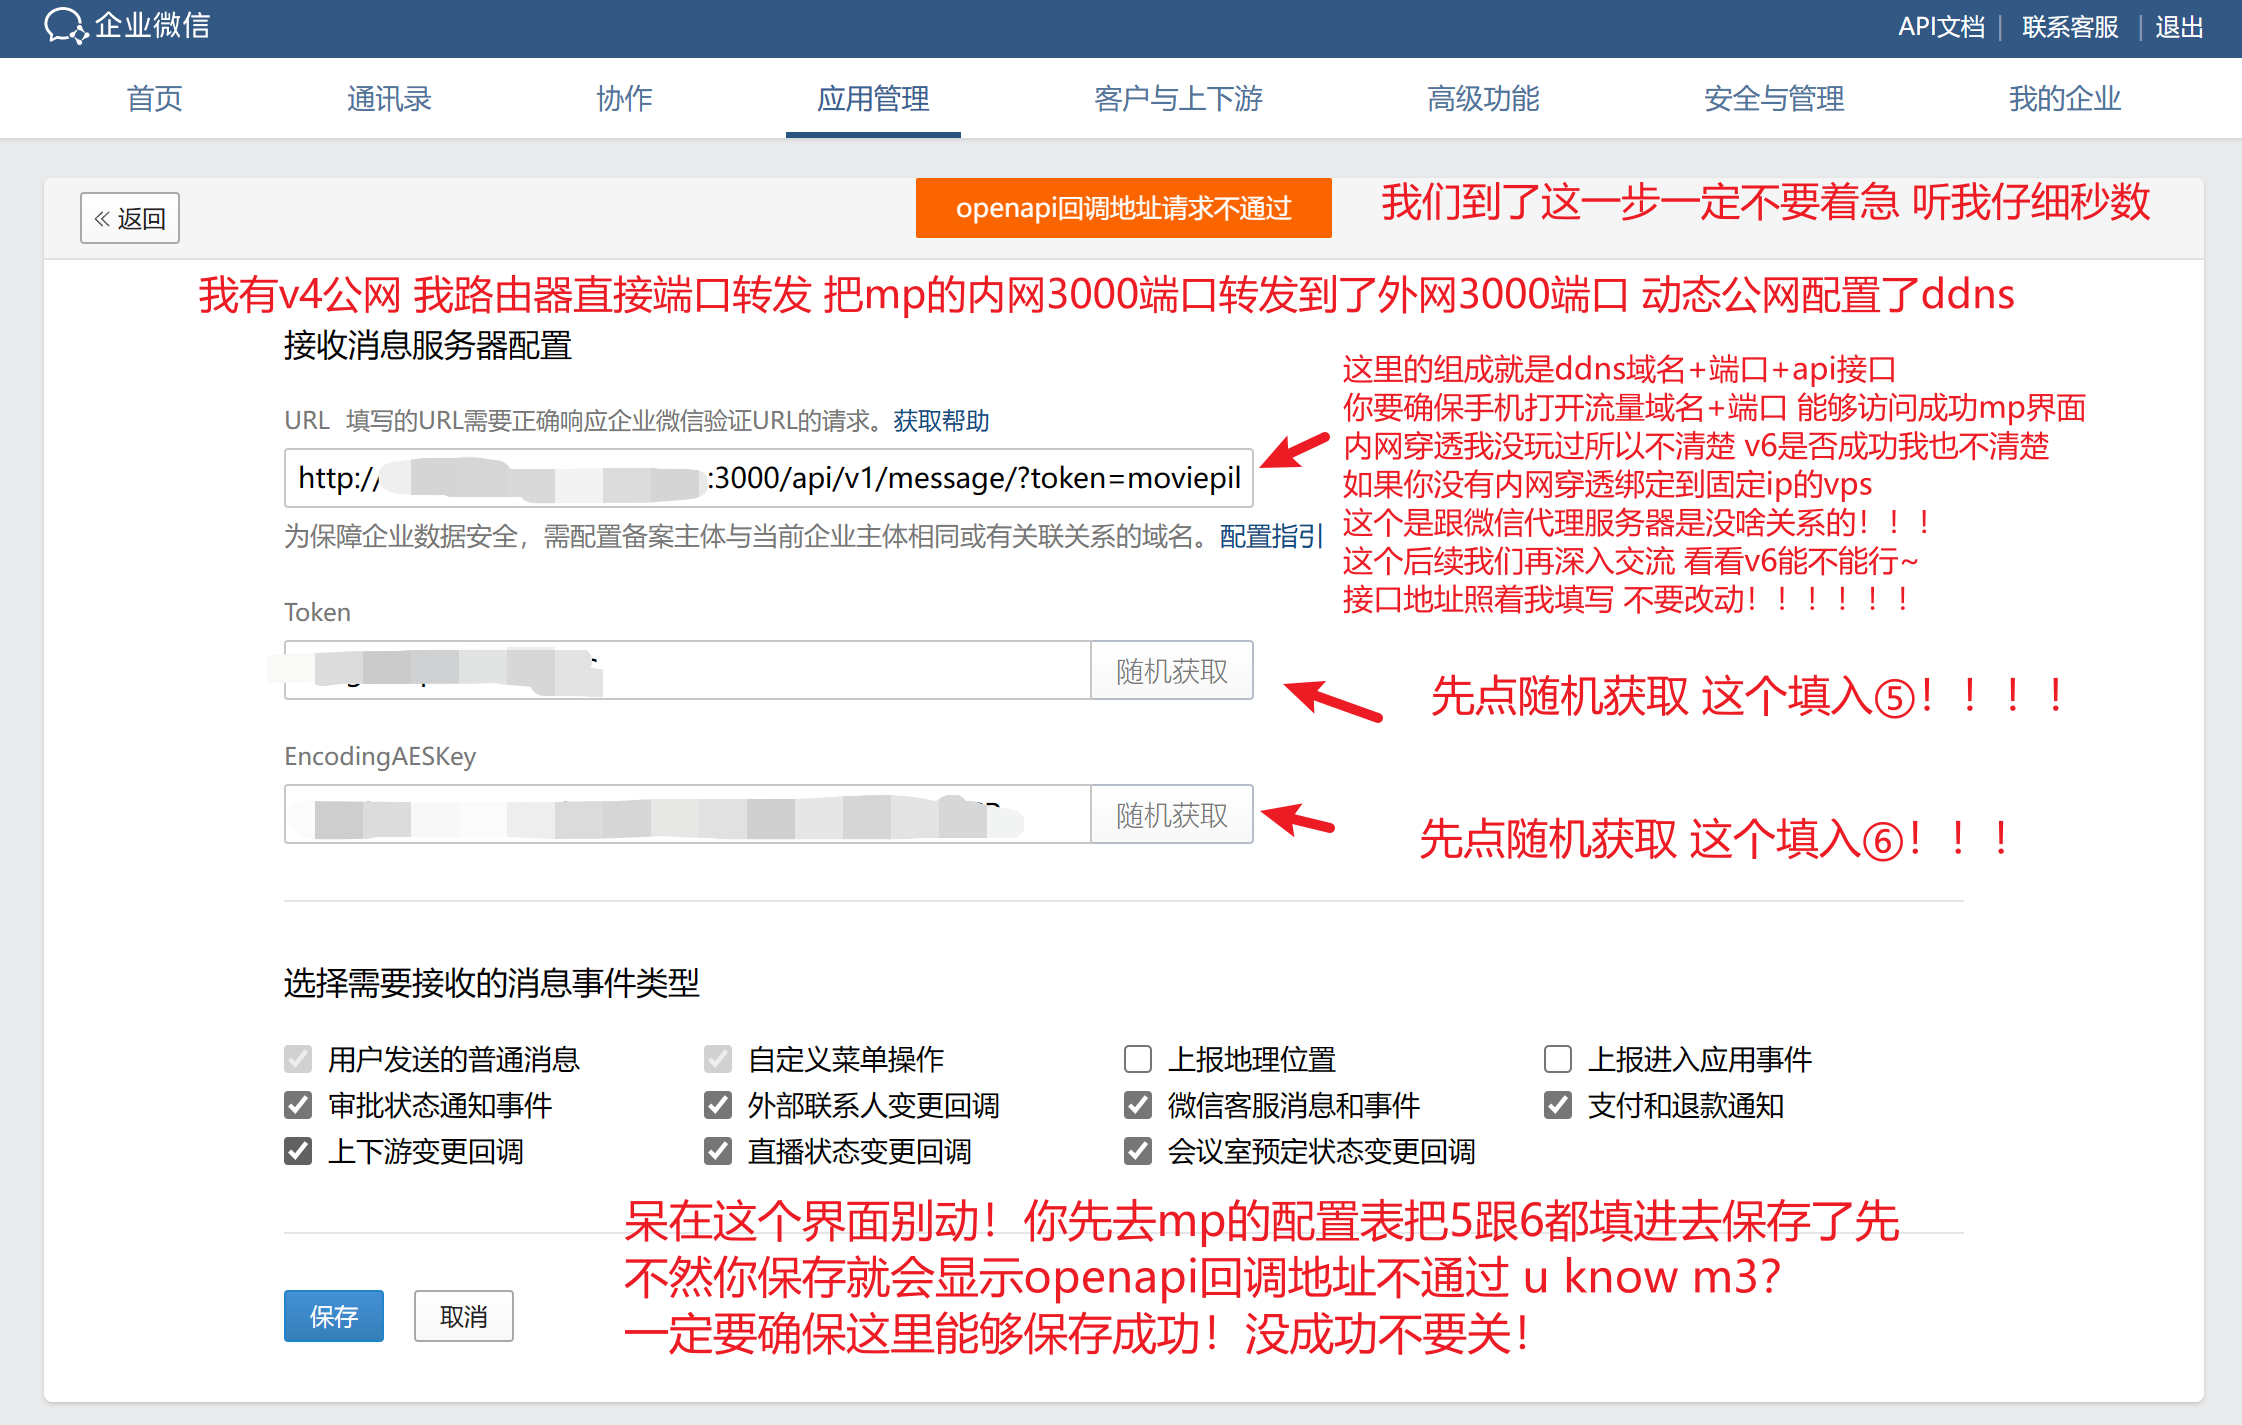 企业微信
API文档 | 联系客服 | 退出
首页 通讯录 协作 应用管理 客户与上下游 高级功能 安全与管理 我的企业
« 返回
openapi回调地址请求不通过
我们到了这一步一定不要着急 听我仔细秒数
我有v4公网 我路由器直接端口转发 把mp的内网3000端口转发到了外网3000端口 动态公网配置了ddns
接收消息服务器配置
这里的组成就是ddns域名+端口+api接口
你要确保手机打开流量域名+端口 能够访问成功mp界面
内网穿透我没玩过所以不清楚 v6是否成功我也不清楚
如果你没有内网穿透绑定到固定ip的vps
这个是跟微信代理服务器是没啥关系的！！！
这个后续我们再深入交流 看看v6能不能行~
接口地址照着我填写 不要改动！！！！！！
URL 填写的URL需要正确响应企业微信验证URL的请求。获取帮助
http:// :3000/api/v1/message/?token=moviepil
为保障企业数据安全，需配置备案主体与当前企业主体相同或有关联关系的域名。配置指引
Token
随机获取
先点随机获取 这个填入⑤！！！！
EncodingAESKey
随机获取
先点随机获取 这个填入⑥！！！
选择需要接收的消息事件类型
用户发送的普通消息 自定义菜单操作 上报地理位置 上报进入应用事件
审批状态通知事件 外部联系人变更回调 微信客服消息和事件 支付和退款通知
上下游变更回调 直播状态变更回调 会议室预定状态变更回调
呆在这个界面别动！你先去mp的配置表把5跟6都填进去保存了先
不然你保存就会显示openapi回调地址不通过 u know m3？
一定要确保这里能够保存成功！没成功不要关！
保存 取消